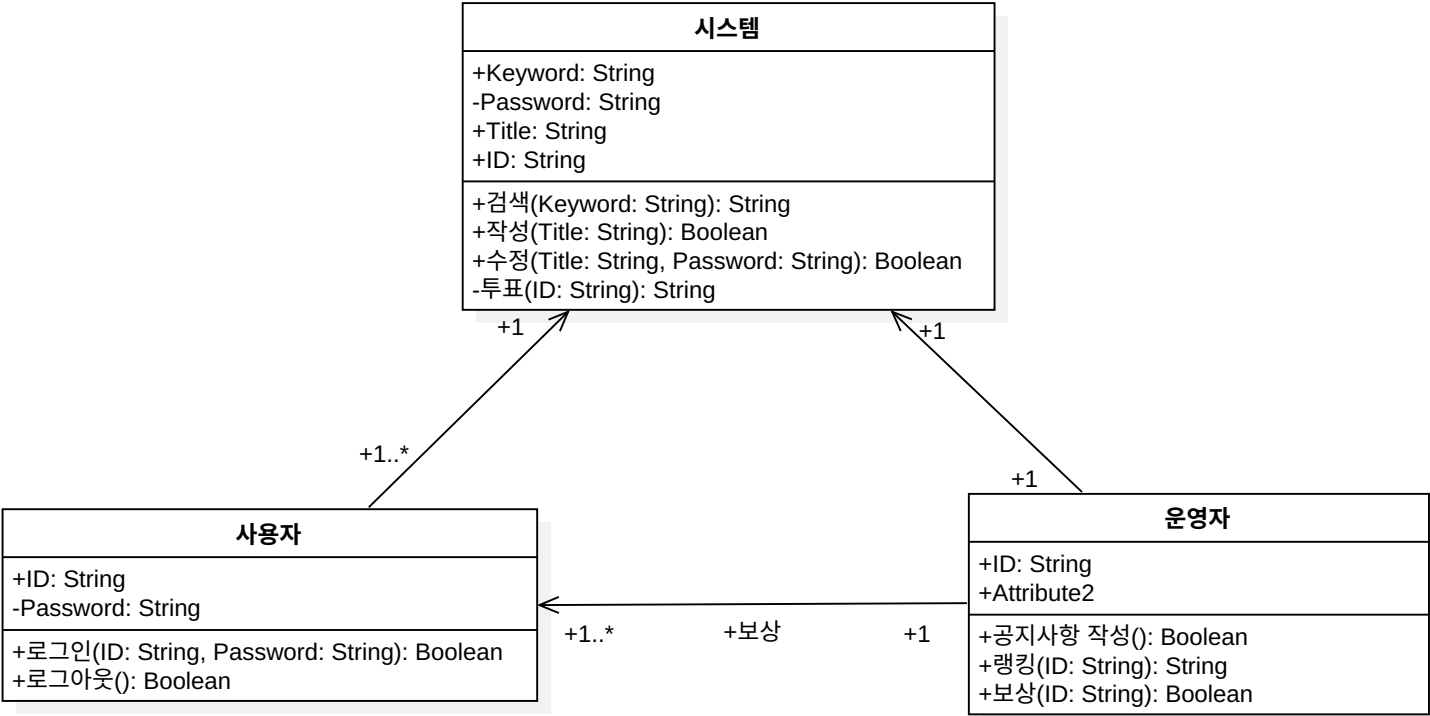 시스템
+Keyword: String
-Password: String
+Title: String
+ID: String
+검색(Keyword: String): String
+작성(Title: String): Boolean
+수정(Title: String, Password: String): Boolean
-투표(ID: String): String
+1
+1
+1..*
+1
사용자
+ID: String
-Password: String
+로그인(ID: String, Password: String): Boolean
+로그아웃(): Boolean
+1..*
+보상
+1
운영자
+ID: String
+Attribute2
+공지사항 작성(): Boolean
+랭킹(ID: String): String
+보상(ID: String): Boolean